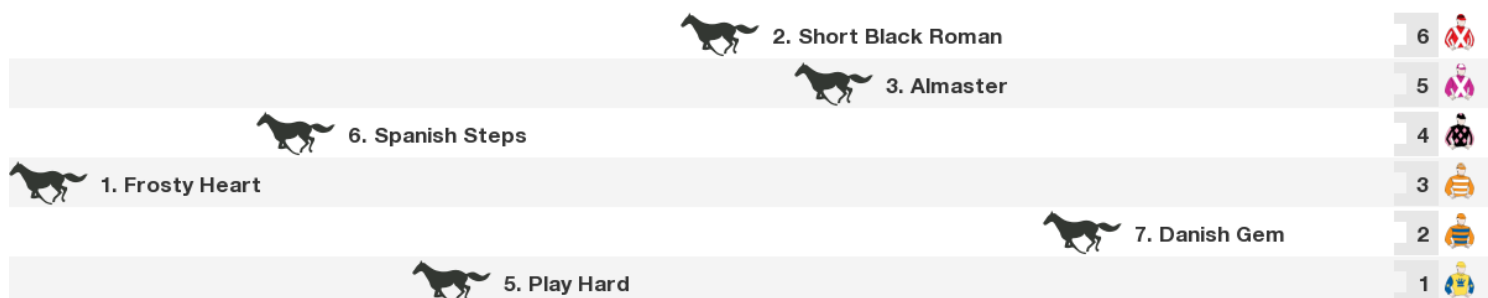 2. Short Black Roman 6
3. Almaster 5
6. Spanish Steps 4
1. Frosty Heart 3
7. Danish Gem 2
5. Play Hard 1